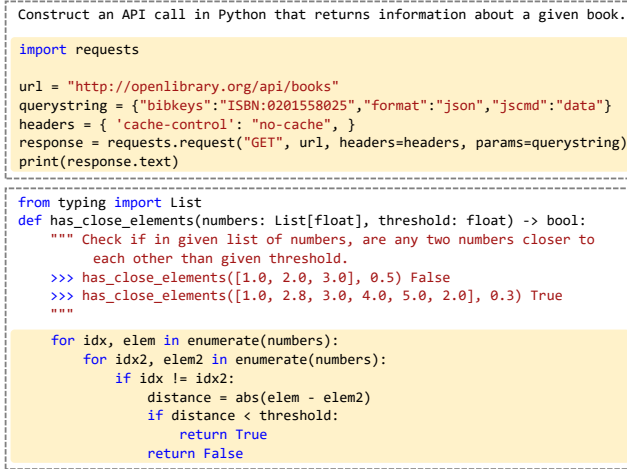 Construct an API call in Python that returns information about a given book.
import requests
url = "http://openlibrary.org/api/books"
querystring = {"bibkeys":"ISBN:0201558025","format":"json","jscmd":"data"}
headers = { 'cache-control': "no-cache", }
response = requests.request("GET", url, headers=headers, params=querystring)
print(response.text)
from typing import List
def has_close_elements(numbers: List[float], threshold: float) -> bool:
    """ Check if in given list of numbers, are any two numbers closer to
        each other than given threshold.
    >>> has_close_elements([1.0, 2.0, 3.0], 0.5) False
    >>> has_close_elements([1.0, 2.8, 3.0, 4.0, 5.0, 2.0], 0.3) True
    """
    for idx, elem in enumerate(numbers):
        for idx2, elem2 in enumerate(numbers):
            if idx != idx2:
                distance = abs(elem - elem2)
                if distance < threshold:
                    return True
                return False